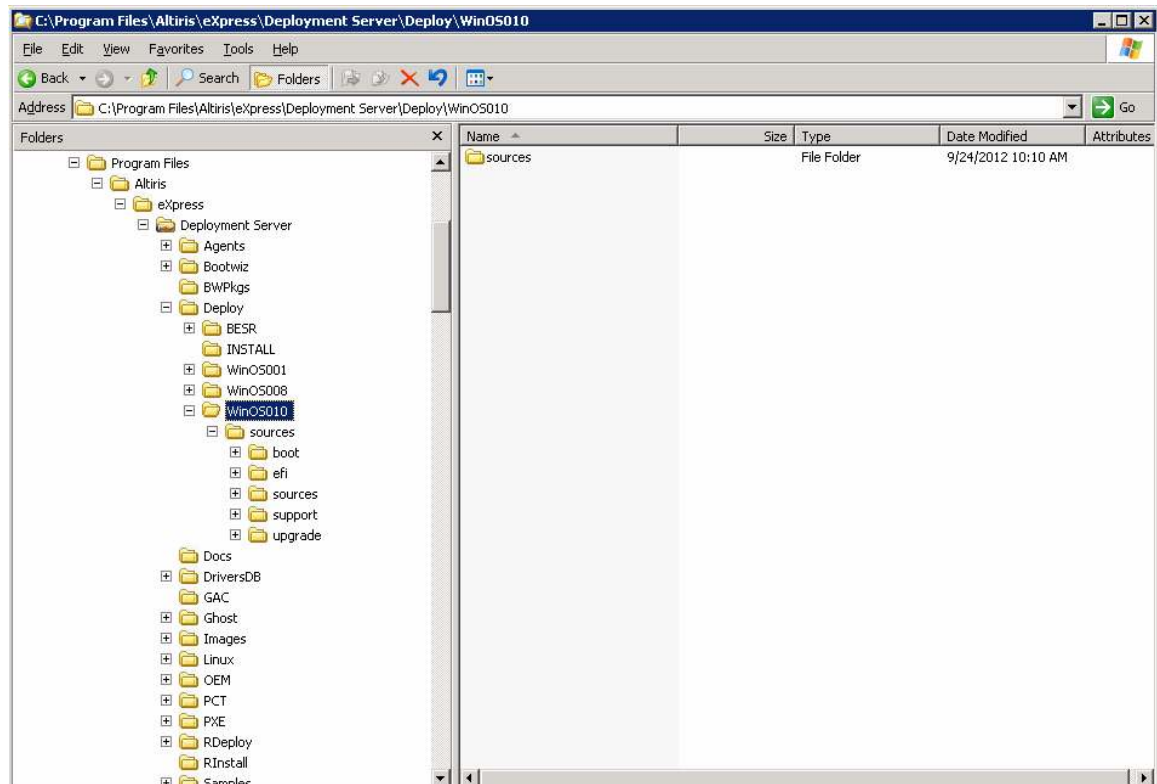 C:\Program Files\Altiris\eXpress\Deployment Server\Deploy\WinOS010
File Edit View Favorites Tools Help
Back Search Folders
Address C:\Program Files\Altiris\eXpress\Deployment Server\Deploy\WinOS010 Go
Folders
Name Size Type Date Modified Attributes
sources File Folder 9/24/2012 10:10 AM
Program Files
Altiris
eXpress
Deployment Server
Agents
Bootwiz
BWPkgs
Deploy
BESR
INSTALL
WinOS001
WinOS008
WinOS010
sources
boot
efi
sources
support
upgrade
Docs
DriversDB
GAC
Ghost
Images
Linux
OEM
PCT
PXE
RDeploy
RInstall
Samples